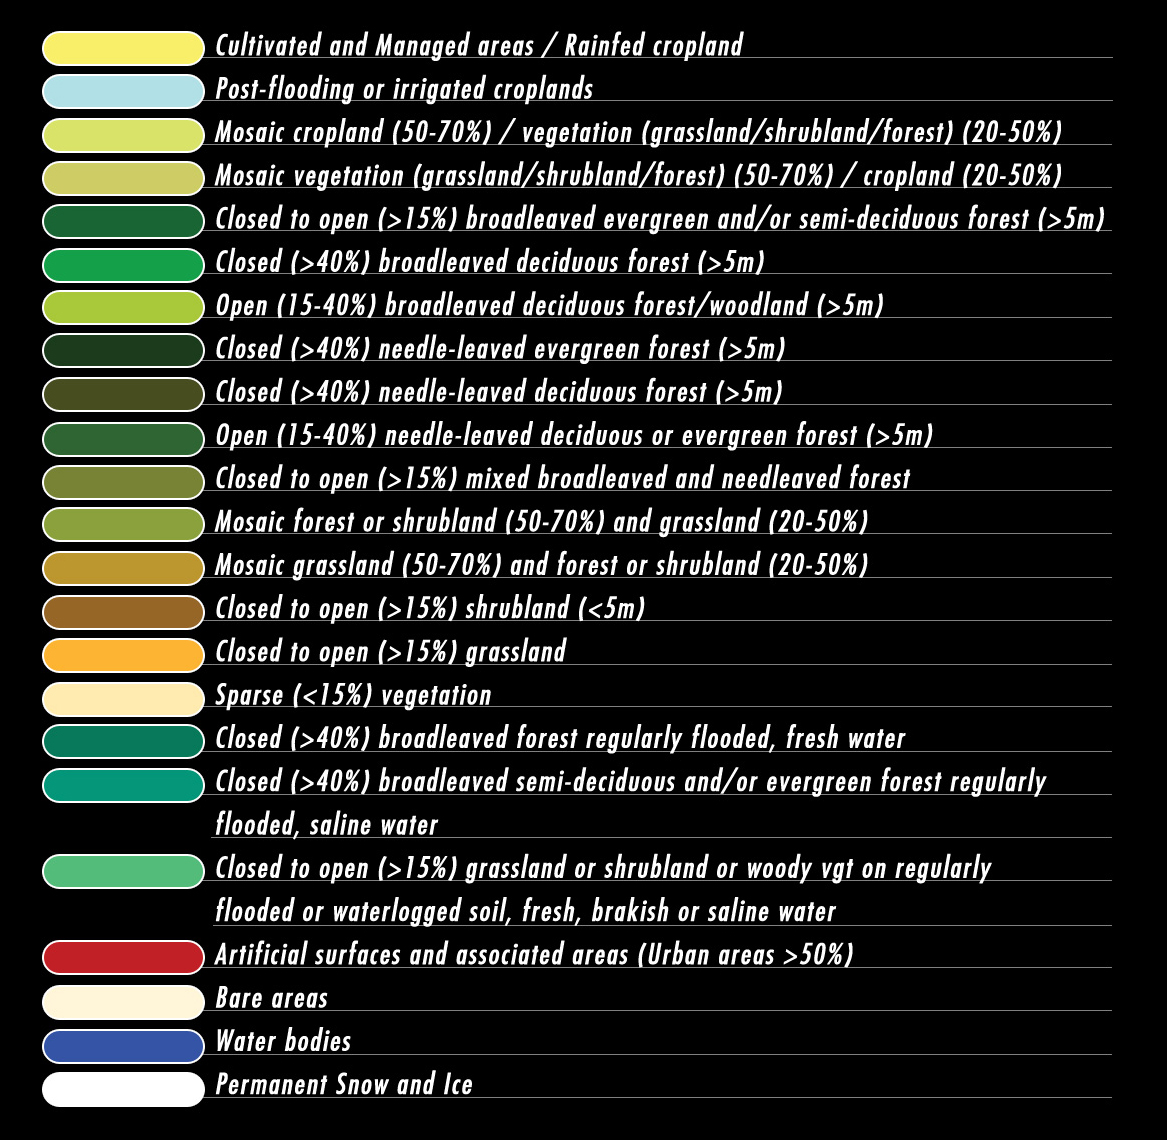 Cultivated and Managed areas / Rainfed cropland
Post-flooding or irrigated croplands
Mosaic cropland (50-70%) / vegetation (grassland/shrubland/forest) (20-50%)
Mosaic vegetation (grassland/shrubland/forest) (50-70%) / cropland (20-50%)
Closed to open (>15%) broadleaved evergreen and/or semi-deciduous forest (>5m)
Closed (>40%) broadleaved deciduous forest (>5m)
Open (15-40%) broadleaved deciduous forest/woodland (>5m)
Closed (>40%) needle-leaved evergreen forest (>5m)
Closed (>40%) needle-leaved deciduous forest (>5m)
Open (15-40%) needle-leaved deciduous or evergreen forest (>5m)
Closed to open (>15%) mixed broadleaved and needleaved forest
Mosaic forest or shrubland (50-70%) and grassland (20-50%)
Mosaic grassland (50-70%) and forest or shrubland (20-50%)
Closed to open (>15%) shrubland (<5m)
Closed to open (>15%) grassland
Sparse (<15%) vegetation
Closed (>40%) broadleaved forest regularly flooded, fresh water
Closed (>40%) broadleaved semi-deciduous and/or evergreen forest regularly
flooded, saline water
Closed to open (>15%) grassland or shrubland or woody vgt on regularly
flooded or waterlogged soil, fresh, brakish or saline water
Artificial surfaces and associated areas (Urban areas >50%)
Bare areas
Water bodies
Permanent Snow and Ice